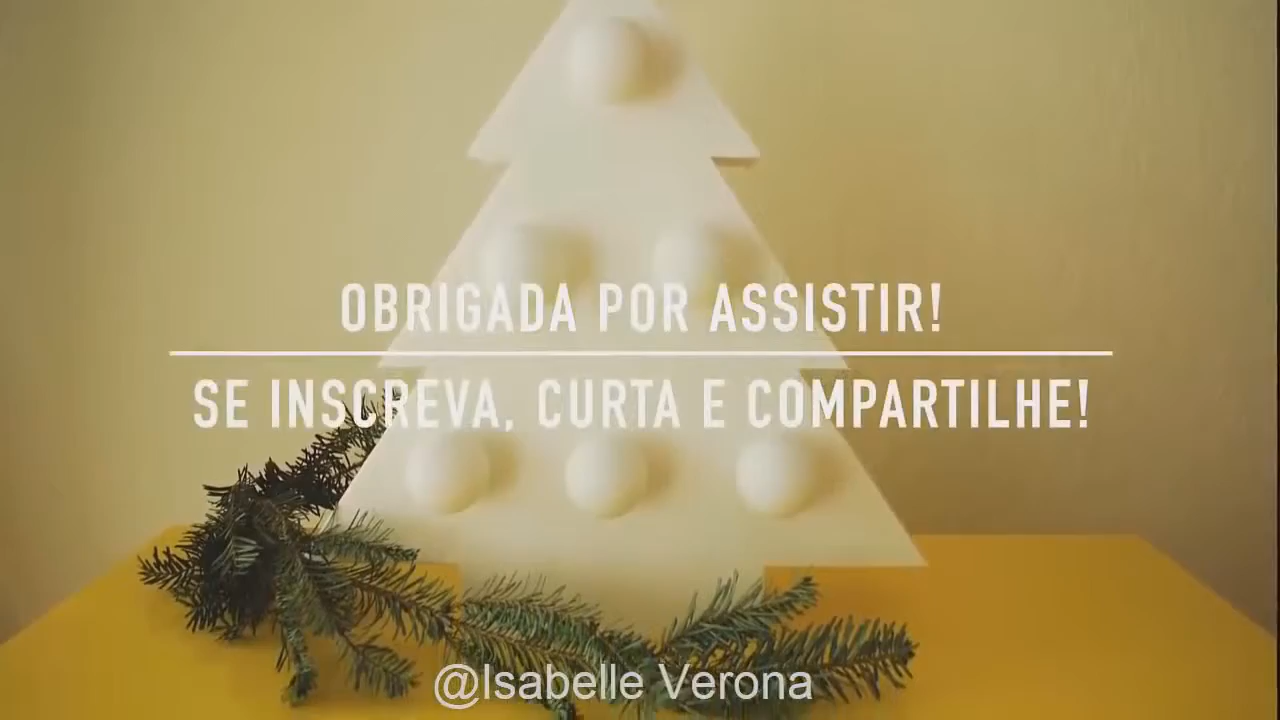 OBRIGADA POR ASSISTIR!
SE INSCREVA, CURTA E COMPARTILHE!
@Isabelle Verona